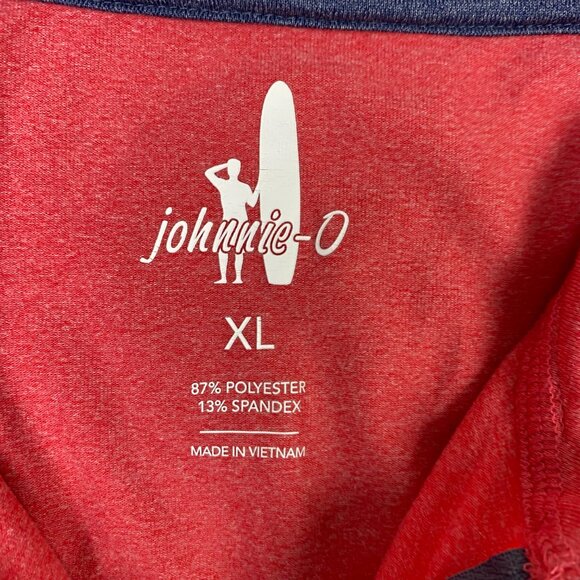 johnnie-O
XL
87% POLYESTER
13% SPANDEX
MADE IN VIETNAM